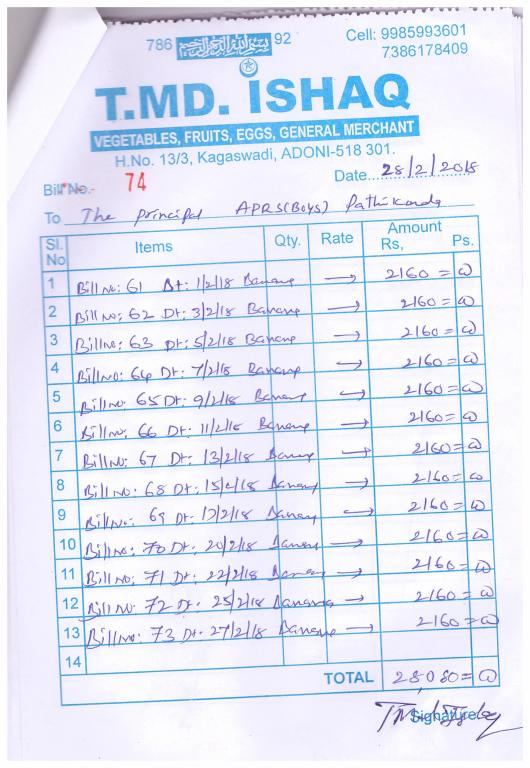 786 بسم الله الرحمن الرحيم 92
Cell: 9985993601
7386178409
T.MD. ISHAQ
VEGETABLES, FRUITS, EGGS, GENERAL MERCHANT
H.No. 13/3, Kagaswadi, ADONI-518 301.
Bill No.- 74 Date....28/2/2018
To The principal APRS(Boys) Pathikonda
Sl. No Items Qty. Rate Amount Rs, Ps.
1 Bill no: 61 Dt: 1/2/18 Banana → 2160=00
2 Bill no: 62 Dt: 3/2/18 Banana → 2160=00
3 Bill no: 63 Dt: 5/2/18 Banana → 2160=00
4 Bill no: 64 Dt: 7/2/18 Banana → 2160=00
5 Bill no: 65 Dt: 9/2/18 Banana → 2160=00
6 Bill no: 66 Dt: 11/2/18 Banana → 2160=00
7 Bill no: 67 Dt: 13/2/18 Banana → 2160=00
8 Bill no: 68 Dt: 15/2/18 Banana → 2160=00
9 Bill no: 69 Dt: 17/2/18 Banana → 2160=00
10 Bill no: 70 Dt: 20/2/18 Banana → 2160=00
11 Bill no: 71 Dt: 22/2/18 Banana → 2160=00
12 Bill no: 72 Dt: 25/2/18 Banana → 2160=00
13 Bill no: 73 Dt: 27/2/18 Banana → 2160=00
14
TOTAL 28,080=00
Signature